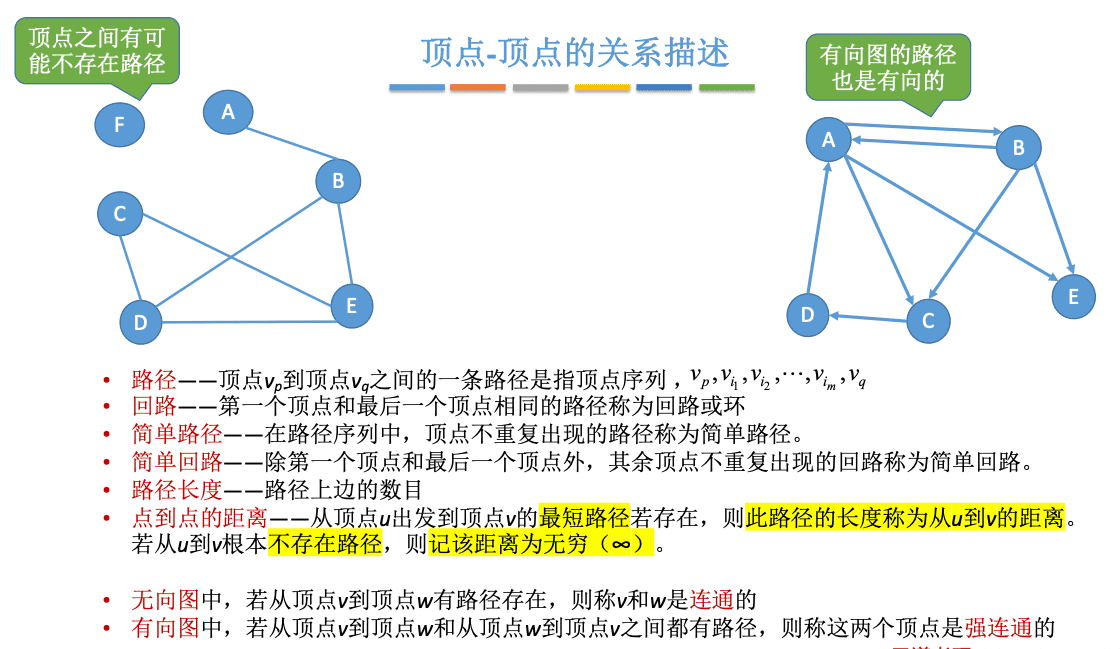 顶点之间有可
能不存在路径
顶点-顶点的关系描述
有向图的路径
也是有向的
F
A
B
C
D
E
A
B
C
D
E
• 路径——顶点vp到顶点vq之间的一条路径是指顶点序列，vp,vi1,vi2,⋯,vim,vq
• 回路——第一个顶点和最后一个顶点相同的路径称为回路或环
• 简单路径——在路径序列中，顶点不重复出现的路径称为简单路径。
• 简单回路——除第一个顶点和最后一个顶点外，其余顶点不重复出现的回路称为简单回路。
• 路径长度——路径上边的数目
• 点到点的距离——从顶点u出发到顶点v的最短路径若存在，则此路径的长度称为从u到v的距离。
若从u到v根本不存在路径，则记该距离为无穷（∞）。
• 无向图中，若从顶点v到顶点w有路径存在，则称v和w是连通的
• 有向图中，若从顶点v到顶点w和从顶点w到顶点v之间都有路径，则称这两个顶点是强连通的